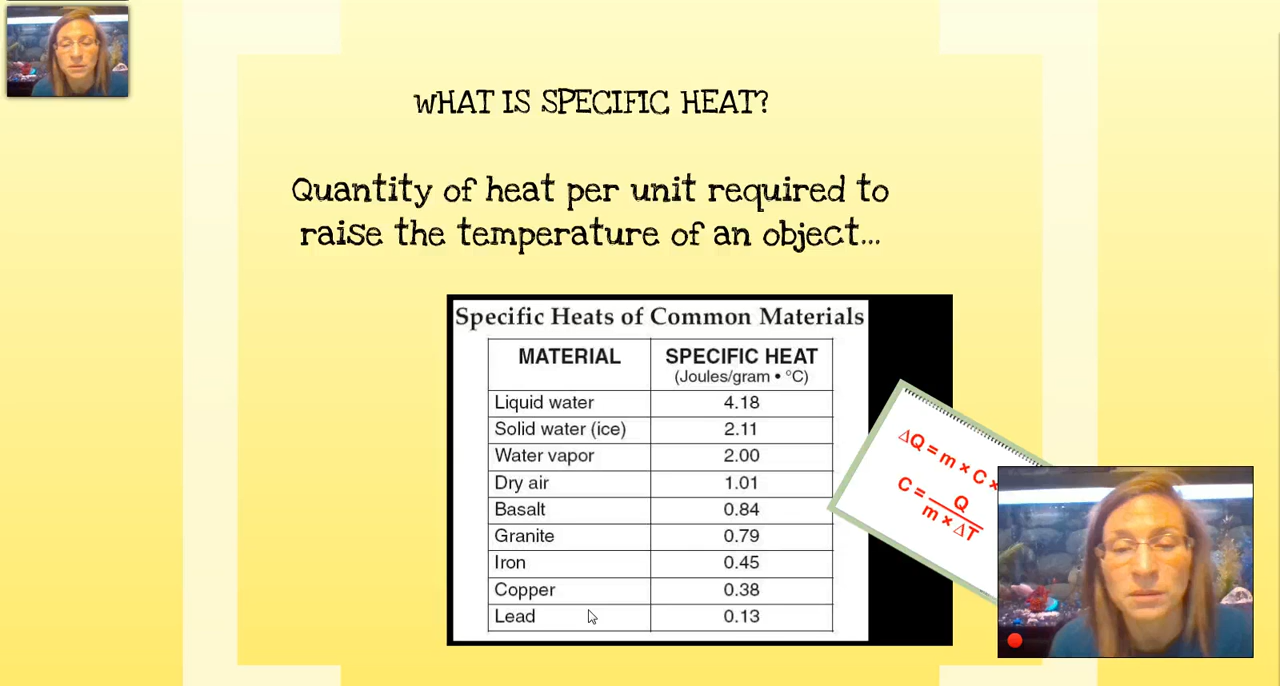 WHAT IS SPECIFIC HEAT?
Quantity of heat per unit required to
raise the temperature of an object...
Specific Heats of Common Materials
MATERIAL SPECIFIC HEAT
(Joules/gram • °C)
Liquid water 4.18
Solid water (ice) 2.11
Water vapor 2.00
Dry air 1.01
Basalt 0.84
Granite 0.79
Iron 0.45
Copper 0.38
Lead 0.13
ΔQ = m × C ×
C = Q
m × ΔT